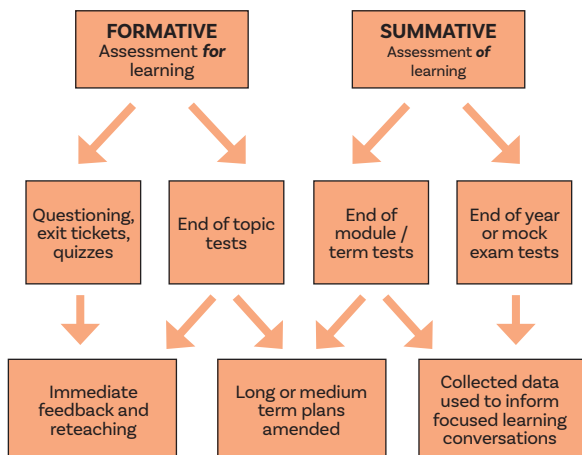 FORMATIVE
Assessment for
learning
SUMMATIVE
Assessment of
learning
Questioning,
exit tickets,
quizzes
End of topic
tests
End of
module /
term tests
End of year
or mock
exam tests
Immediate
feedback and
reteaching
Long or medium
term plans
amended
Collected data
used to inform
focused learning
conversations